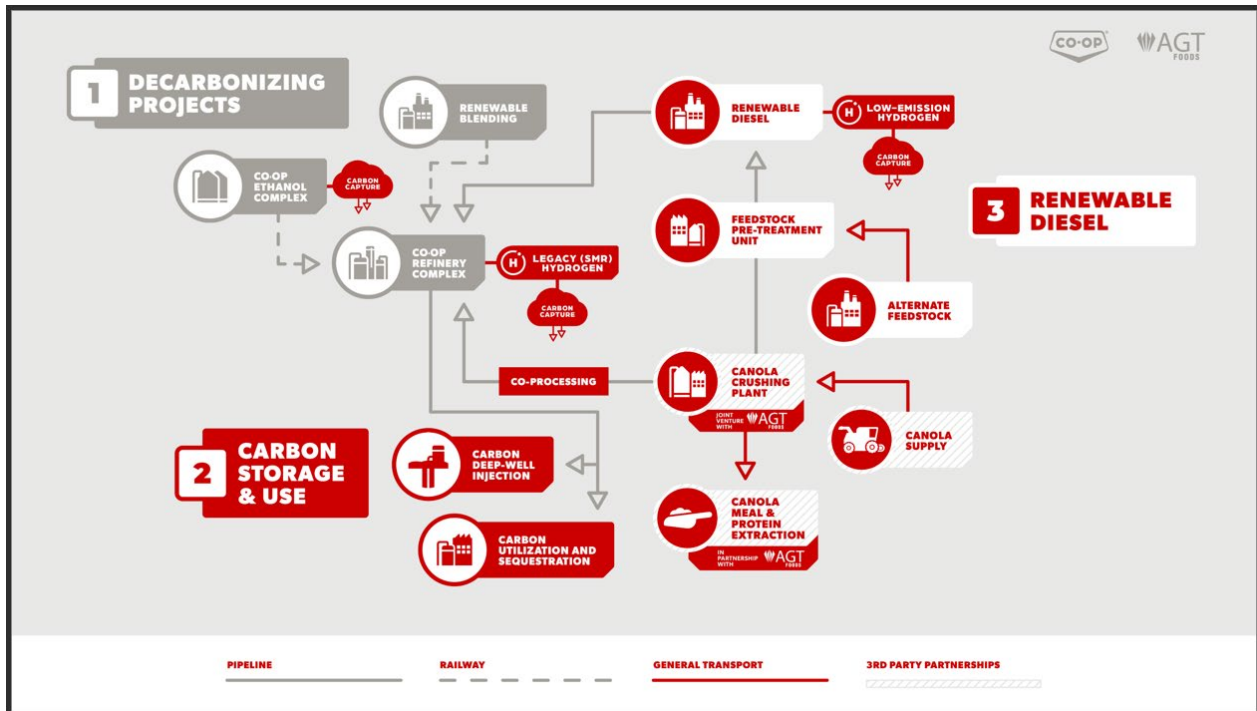 CO-OP
AGT
FOODS
1
DECARBONIZING
PROJECTS
RENEWABLE
BLENDING
CO-OP
ETHANOL
COMPLEX
CARBON
CAPTURE
CO-OP
REFINERY
COMPLEX
H
LEGACY (SMR)
HYDROGEN
CARBON
CAPTURE
RENEWABLE
DIESEL
H
LOW-EMISSION
HYDROGEN
CARBON
CAPTURE
3
RENEWABLE
DIESEL
FEEDSTOCK
PRE-TREATMENT
UNIT
ALTERNATE
FEEDSTOCK
CO-PROCESSING
CANOLA
CRUSHING
PLANT
JOINT
VENTURE
WITH
AGT
FOODS
CANOLA
SUPPLY
2
CARBON
STORAGE
& USE
CARBON
DEEP-WELL
INJECTION
CARBON
UTILIZATION AND
SEQUESTRATION
CANOLA
MEAL &
PROTEIN
EXTRACTION
IN
PARTNERSHIP
WITH
AGT
FOODS
PIPELINE
RAILWAY
GENERAL TRANSPORT
3RD PARTY PARTNERSHIPS